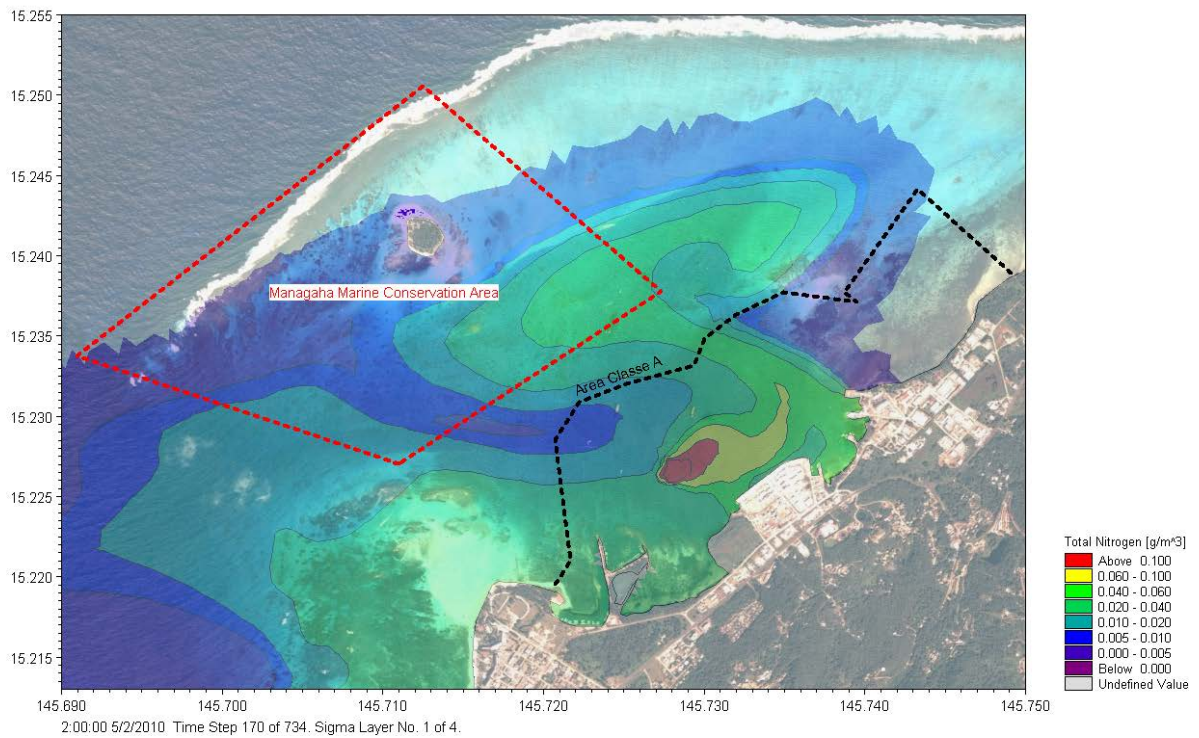 15.255
15.250
15.245
15.240
15.235
15.230
15.225
15.220
15.215
Managaha Marine Conservation Area
Area Classe A
145.690 145.700 145.710 145.720 145.730 145.740 145.750
2:00:00 5/2/2010 Time Step 170 of 734. Sigma Layer No. 1 of 4.
Total Nitrogen [g/m^3]
Above 0.100
0.060 - 0.100
0.040 - 0.060
0.020 - 0.040
0.010 - 0.020
0.005 - 0.010
0.000 - 0.005
Below 0.000
Undefined Value